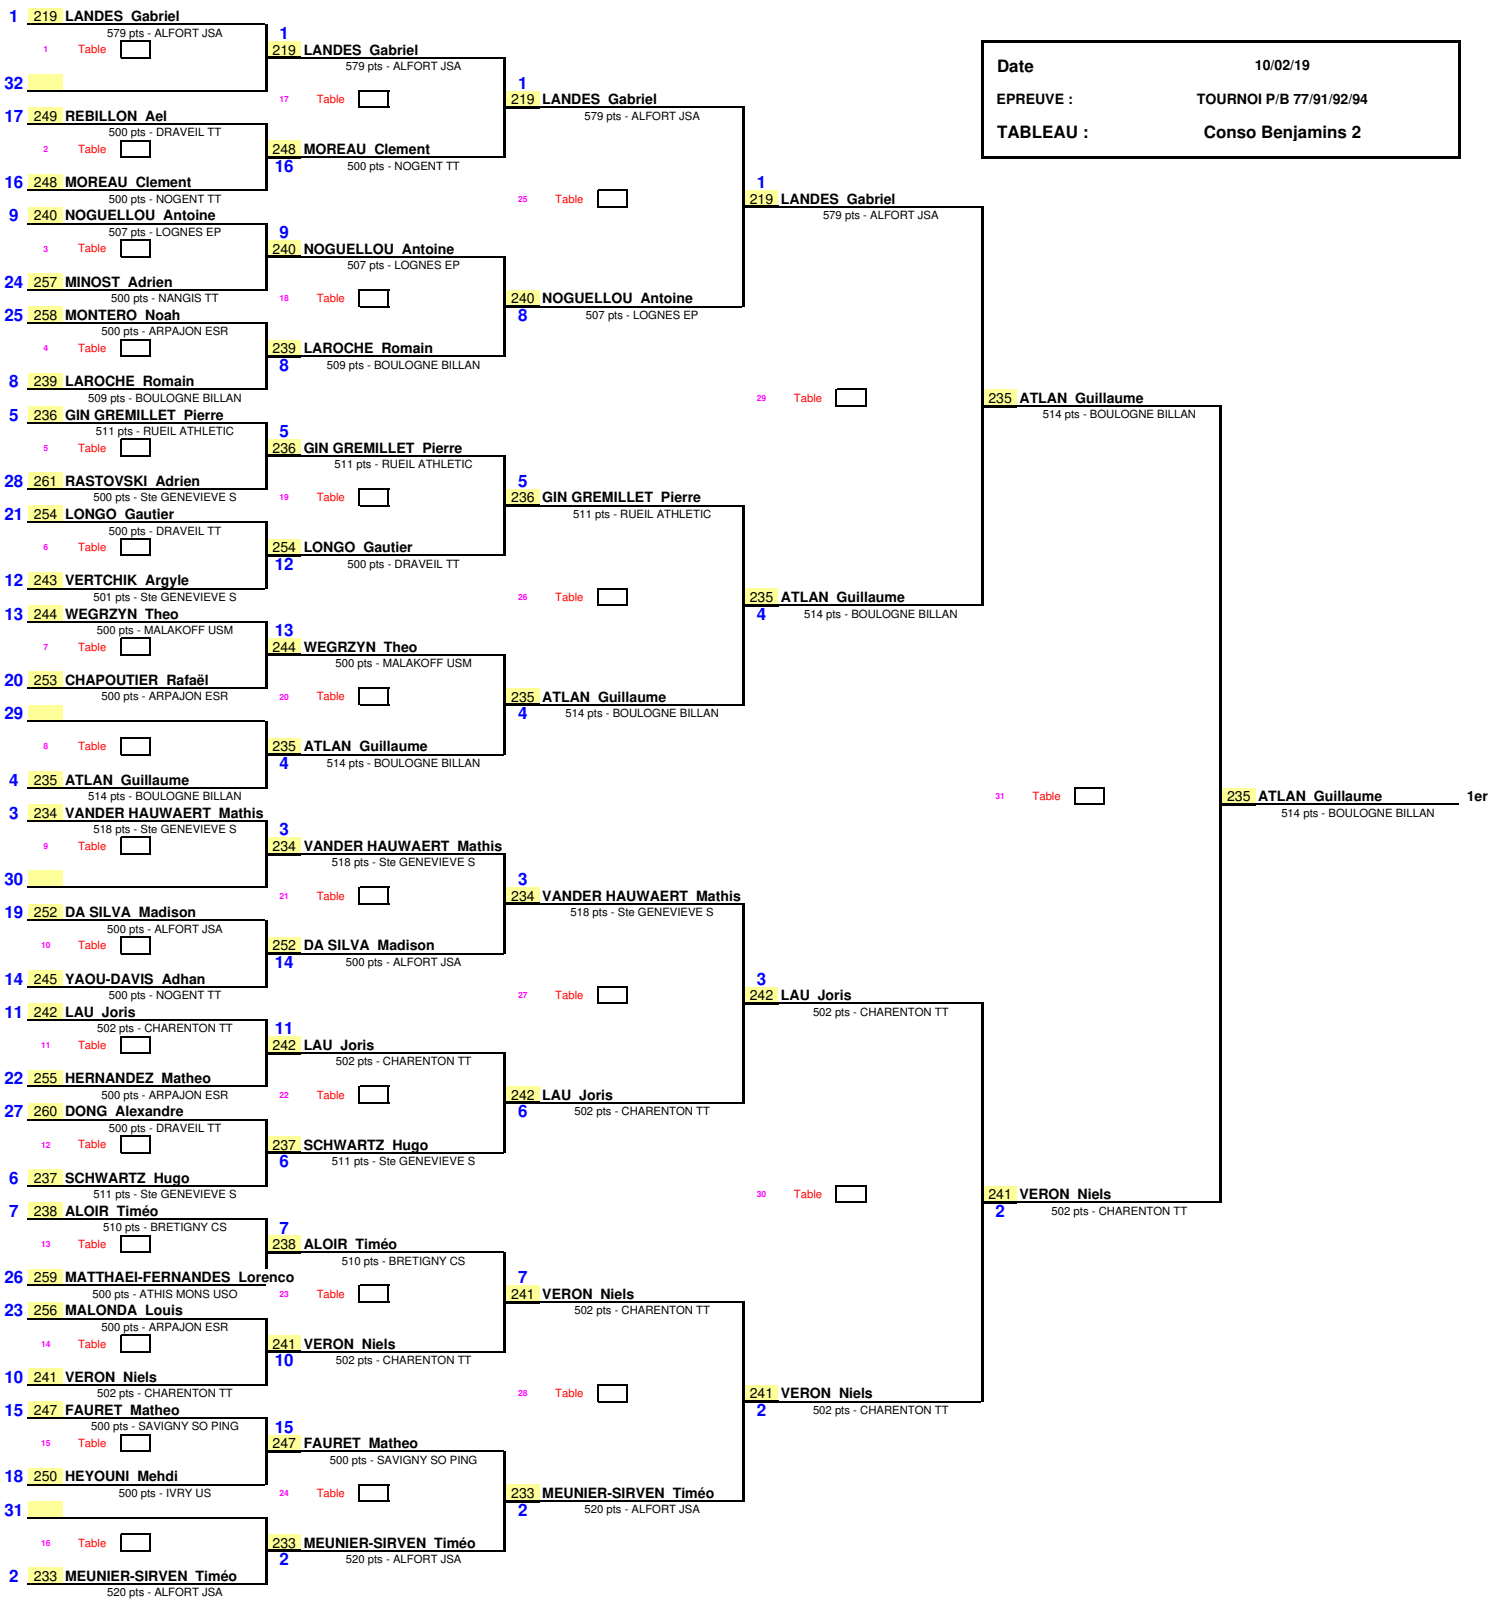 Date 10/02/19
EPREUVE : TOURNOI P/B 77/91/92/94
TABLEAU : Conso Benjamins 2
1 219 LANDES Gabriel
579 pts - ALFORT JSA
1 Table
32
17 249 REBILLON Ael
500 pts - DRAVEIL TT
2 Table
16 248 MOREAU Clement
500 pts - NOGENT TT
9 240 NOGUELLOU Antoine
507 pts - LOGNES EP
3 Table
24 257 MINOST Adrien
500 pts - NANGIS TT
25 258 MONTERO Noah
500 pts - ARPAJON ESR
4 Table
8 239 LAROCHE Romain
509 pts - BOULOGNE BILLAN
5 236 GIN GREMILLET Pierre
511 pts - RUEIL ATHLETIC
5 Table
28 261 RASTOVSKI Adrien
500 pts - Ste GENEVIEVE S
21 254 LONGO Gautier
500 pts - DRAVEIL TT
6 Table
12 243 VERTCHIK Argyle
501 pts - Ste GENEVIEVE S
13 244 WEGRZYN Theo
500 pts - MALAKOFF USM
7 Table
20 253 CHAPOUTIER Rafaël
500 pts - ARPAJON ESR
29
8 Table
4 235 ATLAN Guillaume
514 pts - BOULOGNE BILLAN
3 234 VANDER HAUWAERT Mathis
518 pts - Ste GENEVIEVE S
9 Table
30
19 252 DA SILVA Madison
500 pts - ALFORT JSA
10 Table
14 245 YAOU-DAVIS Adhan
500 pts - NOGENT TT
11 242 LAU Joris
502 pts - CHARENTON TT
11 Table
22 255 HERNANDEZ Matheo
500 pts - ARPAJON ESR
27 260 DONG Alexandre
500 pts - DRAVEIL TT
12 Table
6 237 SCHWARTZ Hugo
511 pts - Ste GENEVIEVE S
7 238 ALOIR Timéo
510 pts - BRETIGNY CS
13 Table
26 259 MATTHAEI-FERNANDES Lorenco
500 pts - ATHIS MONS USO
23 256 MALONDA Louis
500 pts - ARPAJON ESR
14 Table
10 241 VERON Niels
502 pts - CHARENTON TT
15 247 FAURET Matheo
500 pts - SAVIGNY SO PING
15 Table
18 250 HEYOUNI Mehdi
500 pts - IVRY US
31
16 Table
2 233 MEUNIER-SIRVEN Timéo
520 pts - ALFORT JSA
1
219 LANDES Gabriel
579 pts - ALFORT JSA
17 Table
248 MOREAU Clement
16 500 pts - NOGENT TT
9
240 NOGUELLOU Antoine
507 pts - LOGNES EP
18 Table
239 LAROCHE Romain
8 509 pts - BOULOGNE BILLAN
5
236 GIN GREMILLET Pierre
511 pts - RUEIL ATHLETIC
19 Table
254 LONGO Gautier
12 500 pts - DRAVEIL TT
13
244 WEGRZYN Theo
500 pts - MALAKOFF USM
20 Table
235 ATLAN Guillaume
4 514 pts - BOULOGNE BILLAN
3
234 VANDER HAUWAERT Mathis
518 pts - Ste GENEVIEVE S
21 Table
252 DA SILVA Madison
14 500 pts - ALFORT JSA
11
242 LAU Joris
502 pts - CHARENTON TT
22 Table
237 SCHWARTZ Hugo
6 511 pts - Ste GENEVIEVE S
7
238 ALOIR Timéo
510 pts - BRETIGNY CS
23 Table
241 VERON Niels
10 502 pts - CHARENTON TT
15
247 FAURET Matheo
500 pts - SAVIGNY SO PING
24 Table
233 MEUNIER-SIRVEN Timéo
2 520 pts - ALFORT JSA
1
219 LANDES Gabriel
579 pts - ALFORT JSA
25 Table
240 NOGUELLOU Antoine
8 507 pts - LOGNES EP
5
236 GIN GREMILLET Pierre
511 pts - RUEIL ATHLETIC
26 Table
235 ATLAN Guillaume
4 514 pts - BOULOGNE BILLAN
3
234 VANDER HAUWAERT Mathis
518 pts - Ste GENEVIEVE S
27 Table
242 LAU Joris
6 502 pts - CHARENTON TT
7
241 VERON Niels
502 pts - CHARENTON TT
28 Table
233 MEUNIER-SIRVEN Timéo
2 520 pts - ALFORT JSA
1
219 LANDES Gabriel
579 pts - ALFORT JSA
29 Table
235 ATLAN Guillaume
4 514 pts - BOULOGNE BILLAN
3
242 LAU Joris
502 pts - CHARENTON TT
30 Table
241 VERON Niels
2 502 pts - CHARENTON TT
235 ATLAN Guillaume
514 pts - BOULOGNE BILLAN
31 Table
241 VERON Niels
2 502 pts - CHARENTON TT
235 ATLAN Guillaume 1er
514 pts - BOULOGNE BILLAN